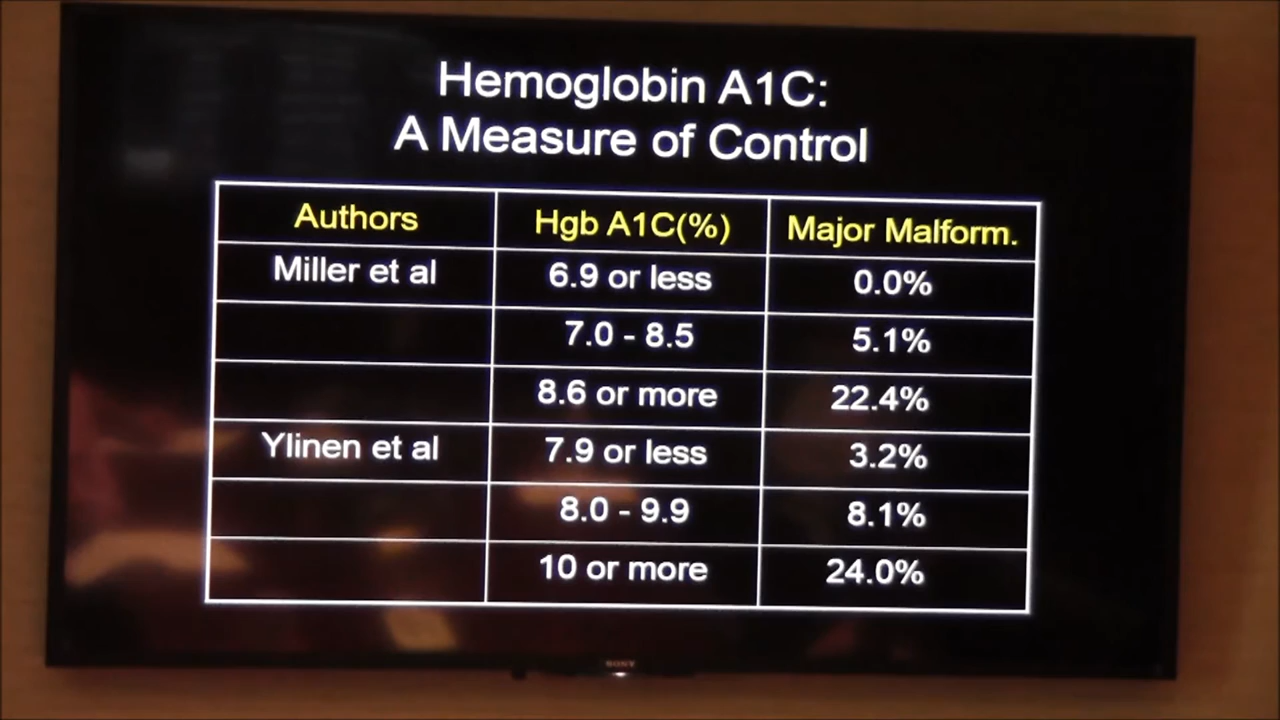 Hemoglobin A1C:
A Measure of Control
Authors Hgb A1C(%) Major Malform.
Miller et al 6.9 or less 0.0%
7.0 - 8.5 5.1%
8.6 or more 22.4%
Ylinen et al 7.9 or less 3.2%
8.0 - 9.9 8.1%
10 or more 24.0%
SONY